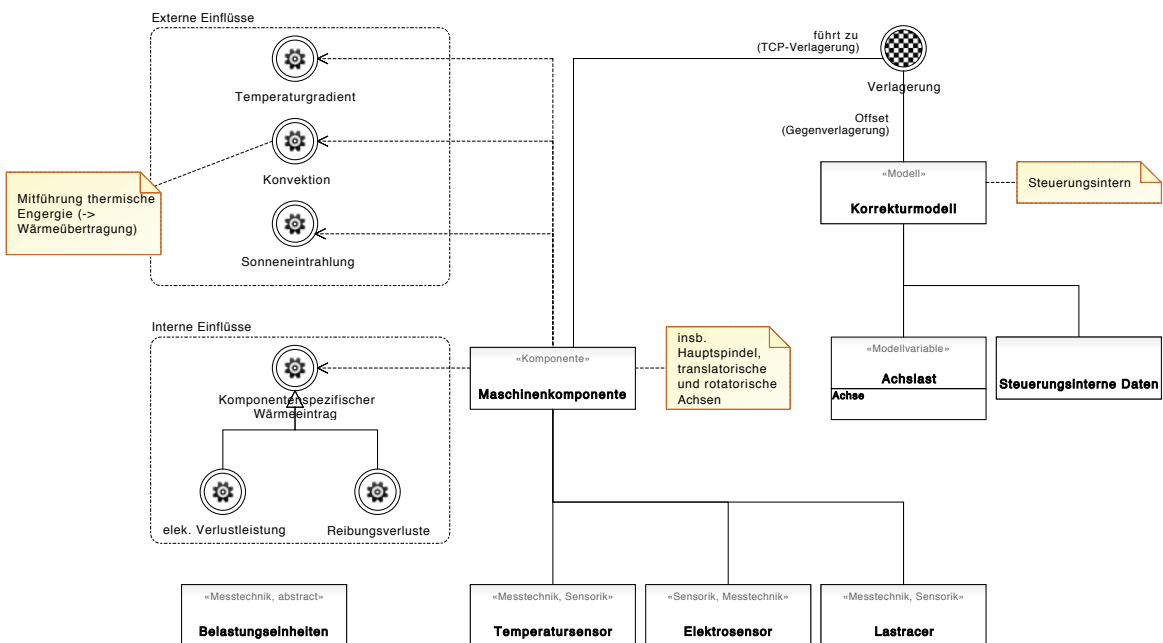 Externe Einflüsse
Temperaturgradient
Konvektion
Sonneneintrahlung
Mitführung thermische
Engergie (->
Wärmeübertragung)
führt zu
(TCP-Verlagerung)
Verlagerung
Offset
(Gegenverlagerung)
«Modell»
Korrekturmodell
Steuerungsintern
Interne Einflüsse
Komponentenspezifischer
Wärmeeintrag
elek. Verlustleistung
Reibungsverluste
«Komponente»
Maschinenkomponente
insb.
Hauptspindel,
translatorische
und rotatorische
Achsen
«Modellvariable»
Achslast
Achse
Steuerungsinterne Daten
«Messtechnik, abstract»
Belastungseinheiten
«Messtechnik, Sensorik»
Temperatursensor
«Sensorik, Messtechnik»
Elektrosensor
«Messtechnik, Sensorik»
Lastracer